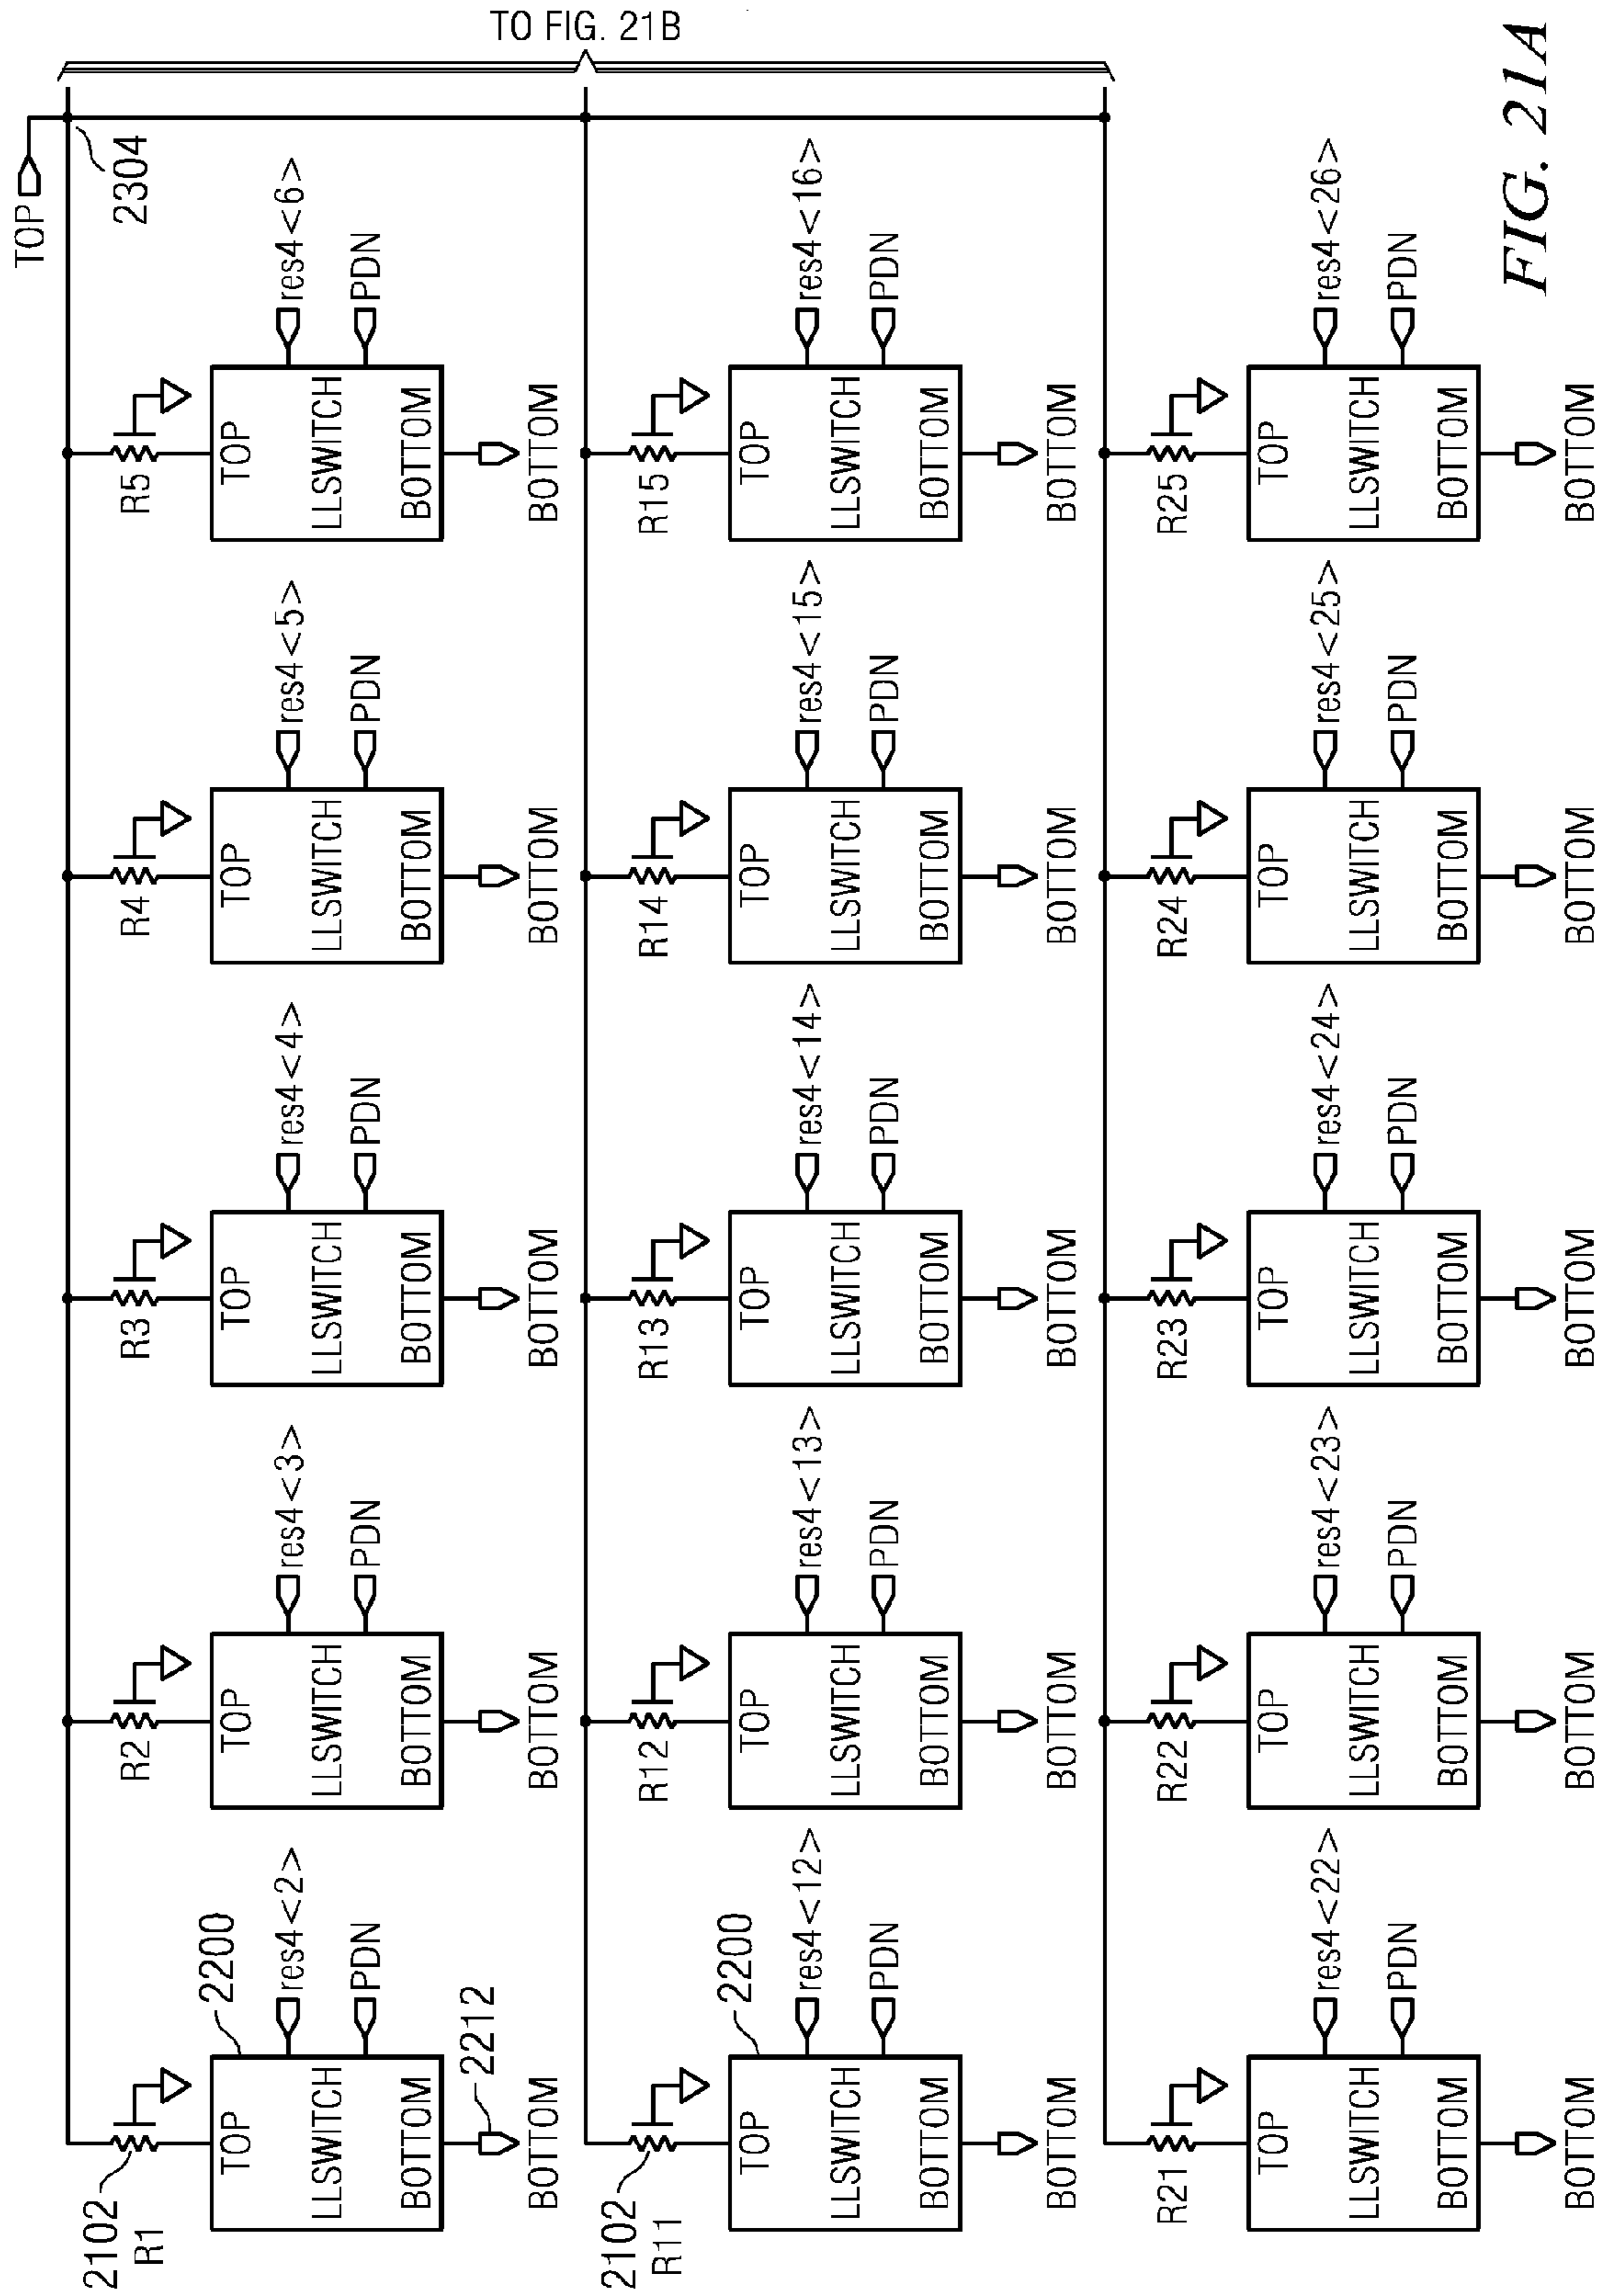 TO FIG. 21B
TOP
2304
2102
R1
TOP
LLSWITCH
BOTTOM
2200
res4<2>
PDN
2212
BOTTOM
R2
TOP
LLSWITCH
BOTTOM
res4<3>
PDN
BOTTOM
R3
TOP
LLSWITCH
BOTTOM
res4<4>
PDN
BOTTOM
R4
TOP
LLSWITCH
BOTTOM
res4<5>
PDN
BOTTOM
R5
TOP
LLSWITCH
BOTTOM
res4<6>
PDN
BOTTOM
2102
R11
TOP
LLSWITCH
BOTTOM
2200
res4<12>
PDN
BOTTOM
R12
TOP
LLSWITCH
BOTTOM
res4<13>
PDN
BOTTOM
R13
TOP
LLSWITCH
BOTTOM
res4<14>
PDN
BOTTOM
R14
TOP
LLSWITCH
BOTTOM
res4<15>
PDN
BOTTOM
R15
TOP
LLSWITCH
BOTTOM
res4<16>
PDN
BOTTOM
R21
TOP
LLSWITCH
BOTTOM
res4<22>
PDN
BOTTOM
R22
TOP
LLSWITCH
BOTTOM
res4<23>
PDN
BOTTOM
R23
TOP
LLSWITCH
BOTTOM
res4<24>
PDN
BOTTOM
R24
TOP
LLSWITCH
BOTTOM
res4<25>
PDN
BOTTOM
R25
TOP
LLSWITCH
BOTTOM
res4<26>
PDN
BOTTOM
FIG. 21A